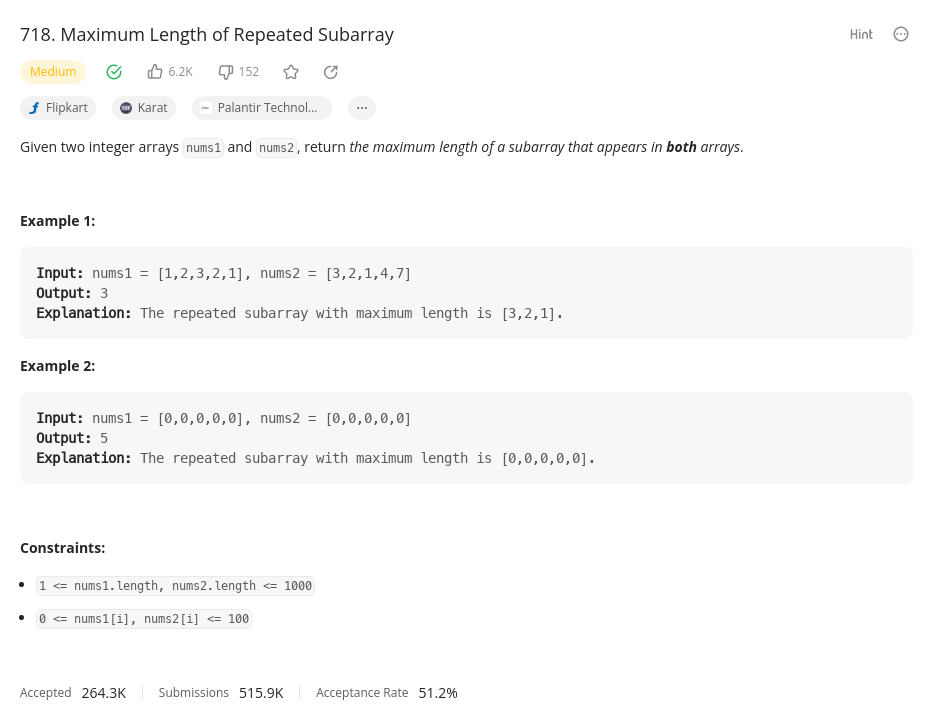 718. Maximum Length of Repeated Subarray
Hint
Medium
6.2K
152
Flipkart
Karat
Palantir Technol...
Given two integer arrays nums1 and nums2, return the maximum length of a subarray that appears in both arrays.
Example 1:
Input: nums1 = [1,2,3,2,1], nums2 = [3,2,1,4,7]
Output: 3
Explanation: The repeated subarray with maximum length is [3,2,1].
Example 2:
Input: nums1 = [0,0,0,0,0], nums2 = [0,0,0,0,0]
Output: 5
Explanation: The repeated subarray with maximum length is [0,0,0,0,0].
Constraints:
1 <= nums1.length, nums2.length <= 1000
0 <= nums1[i], nums2[i] <= 100
Accepted 264.3K Submissions 515.9K Acceptance Rate 51.2%